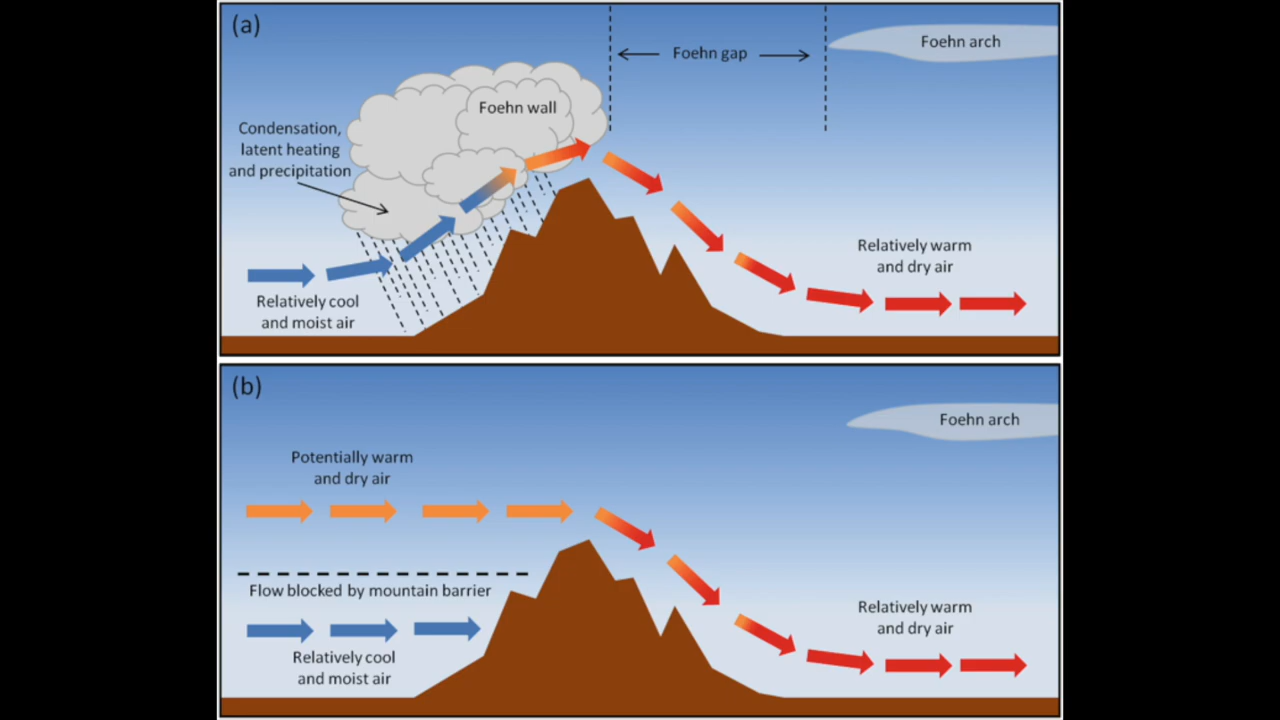 (a)
Foehn arch
Foehn gap
Foehn wall
Condensation,
latent heating
and precipitation
Relatively warm
and dry air
Relatively cool
and moist air
(b)
Foehn arch
Potentially warm
and dry air
Flow blocked by mountain barrier
Relatively warm
and dry air
Relatively cool
and moist air